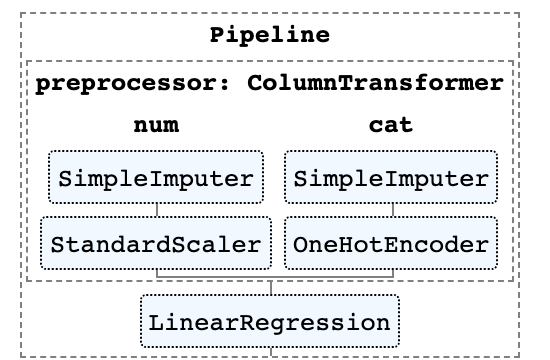 Pipeline
preprocessor: ColumnTransformer
num cat
SimpleImputer SimpleImputer
StandardScaler OneHotEncoder
LinearRegression